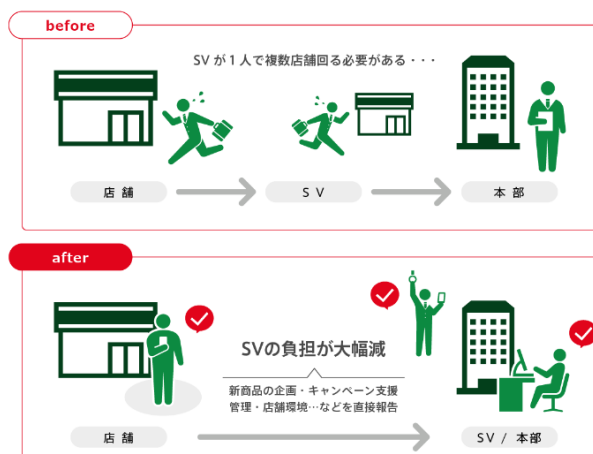 before
SVが1人で複数店舗回る必要がある・・・
店舗
SV
本部
after
SVの負担が大幅減
新商品の企画・キャンペーン支援
管理・店舗環境…などを直接報告
店舗
SV / 本部